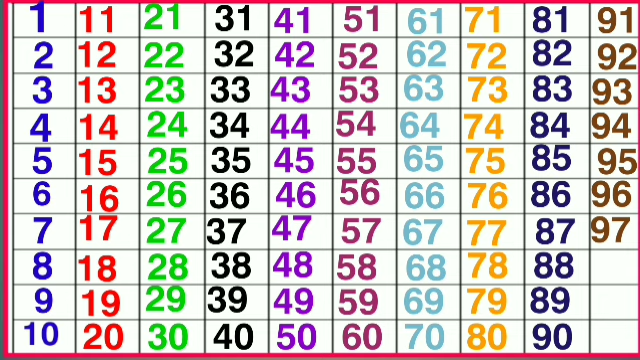 1 11 21 31 41 51 61 71 81 91
2 12 22 32 42 52 62 72 82 92
3 13 23 33 43 53 63 73 83 93
4 14 24 34 44 54 64 74 84 94
5 15 25 35 45 55 65 75 85 95
6 16 26 36 46 56 66 76 86 96
7 17 27 37 47 57 67 77 87 97
8 18 28 38 48 58 68 78 88
9 19 29 39 49 59 69 79 89
10 20 30 40 50 60 70 80 90